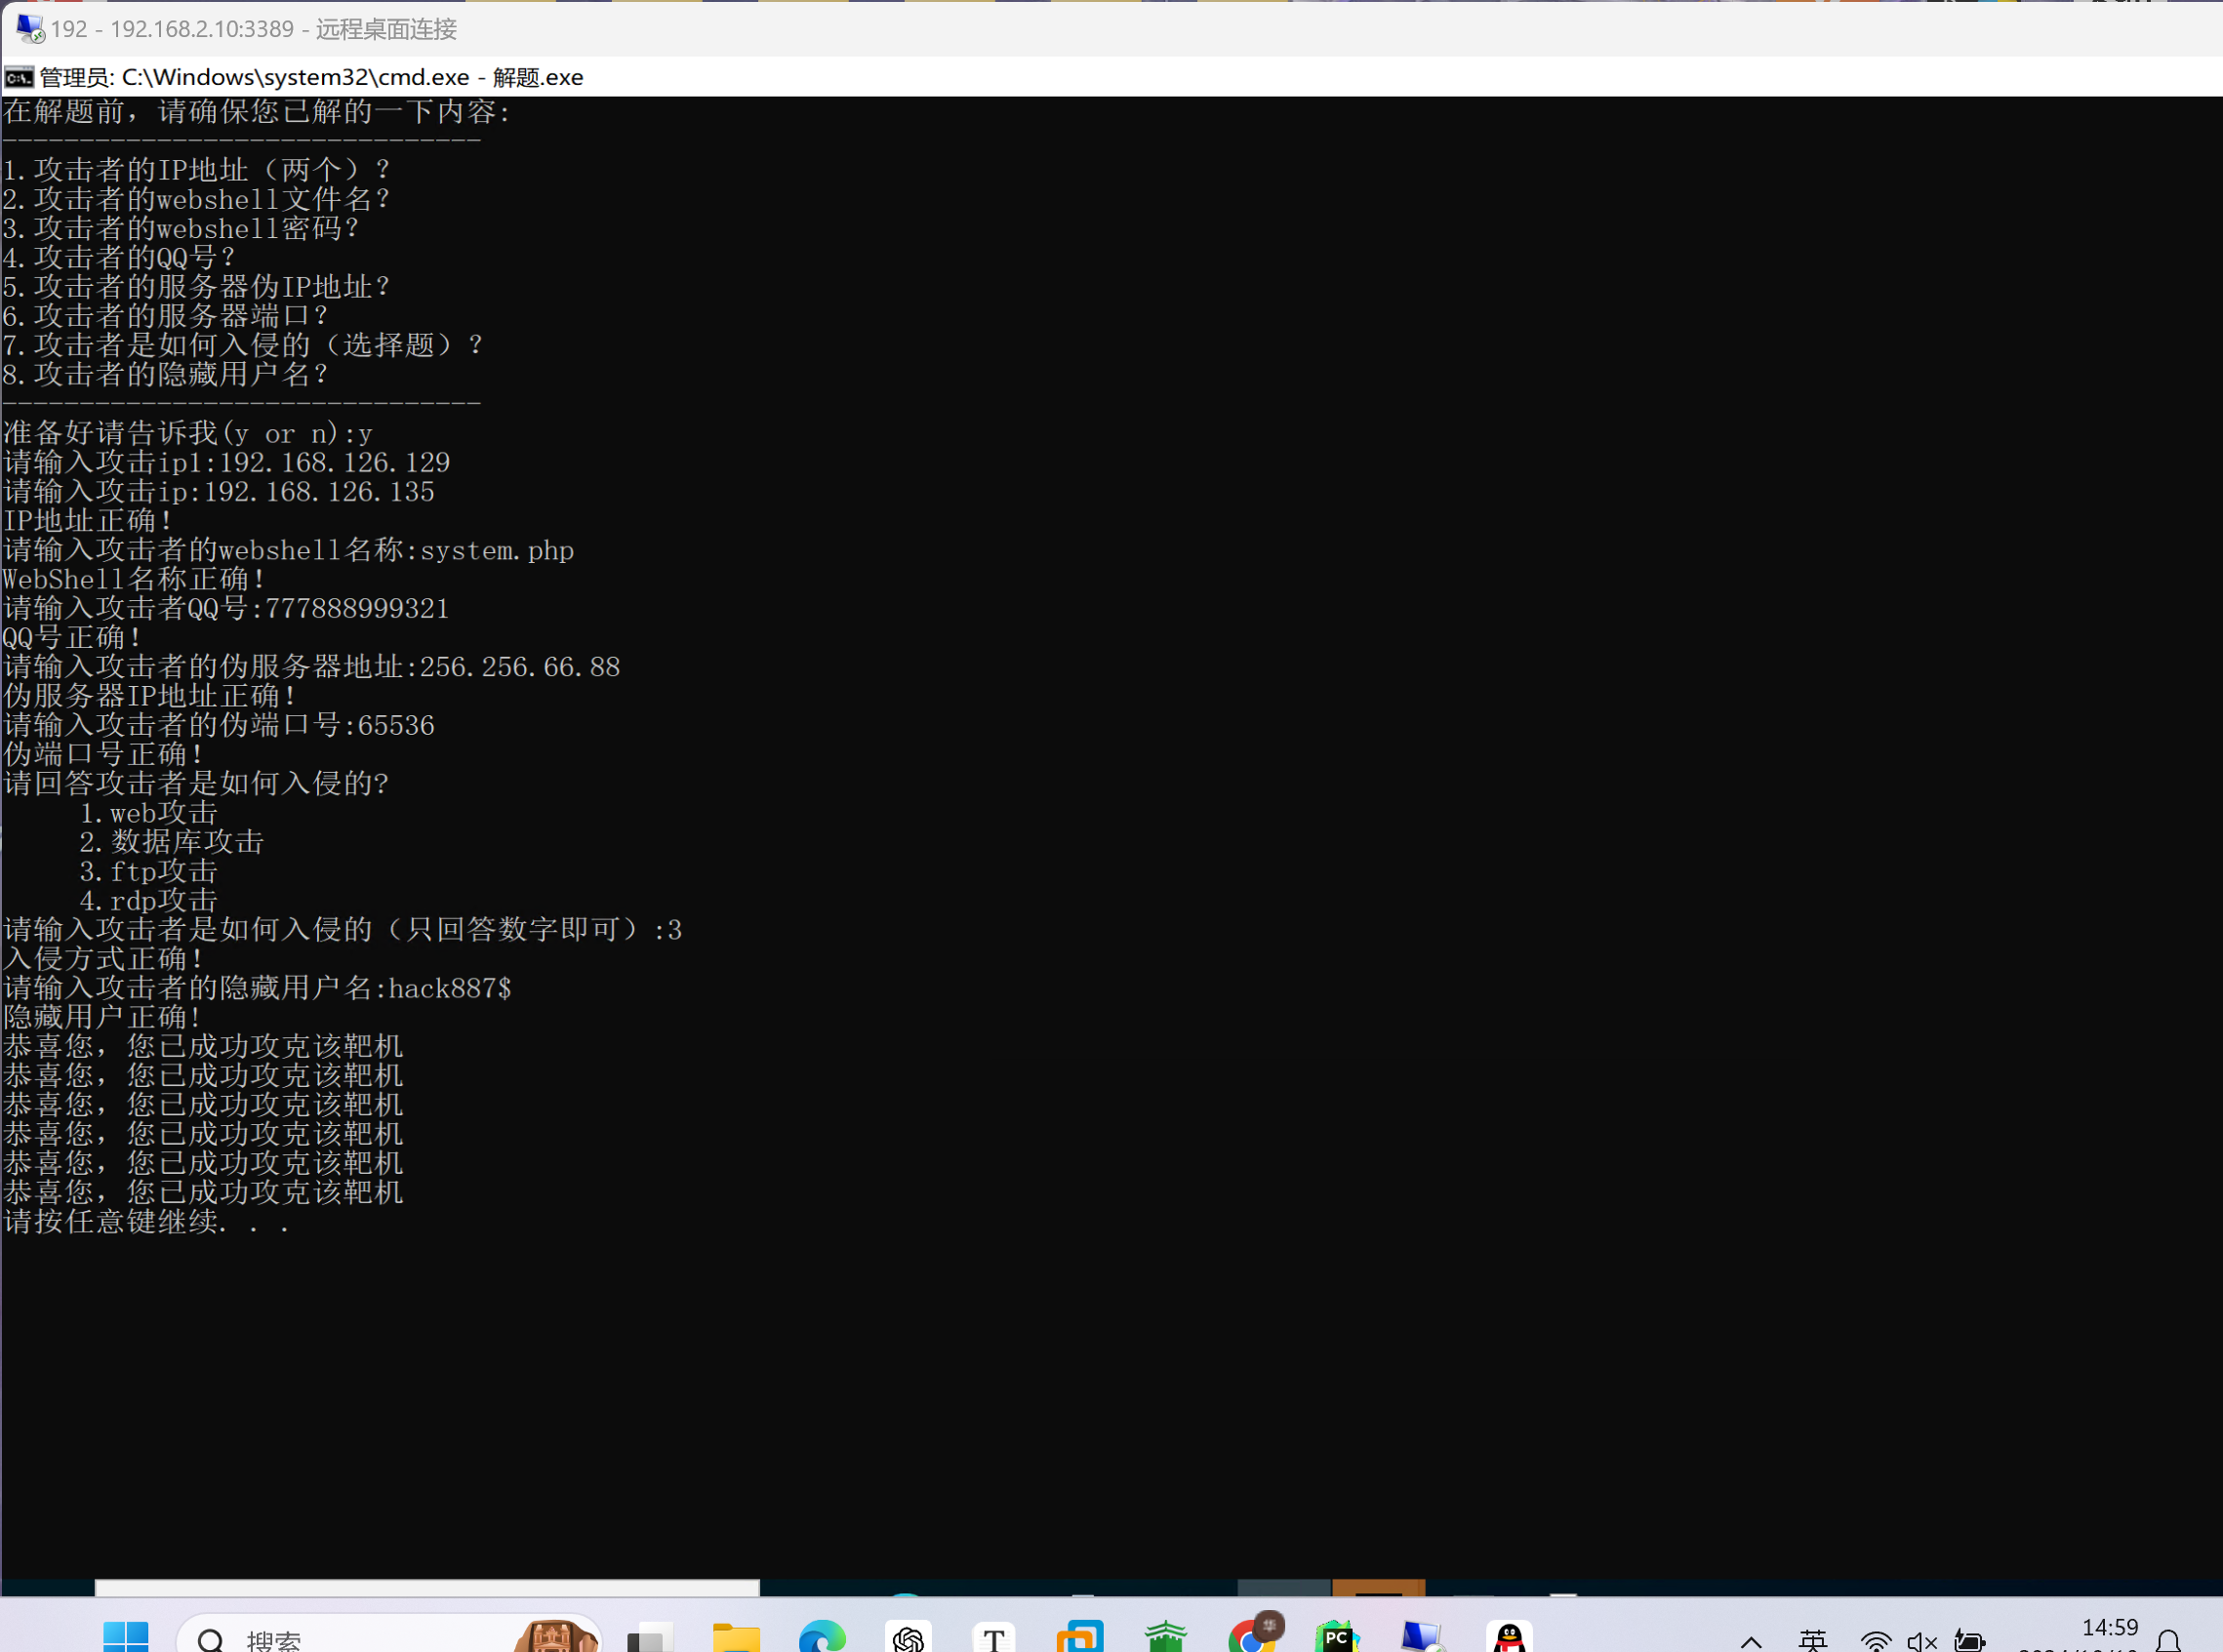 192 - 192.168.2.10:3389 - 远程桌面连接
管理员: C:\Windows\system32\cmd.exe - 解题.exe
在解题前，请确保您已解的一下内容:
-------------------------------
1.攻击者的IP地址（两个）?
2.攻击者的webshell文件名?
3.攻击者的webshell密码?
4.攻击者的QQ号?
5.攻击者的服务器伪IP地址?
6.攻击者的服务器端口?
7.攻击者是如何入侵的（选择题）?
8.攻击者的隐藏用户名?
-------------------------------
准备好请告诉我(y or n):y
请输入攻击ip1:192.168.126.129
请输入攻击ip:192.168.126.135
IP地址正确!
请输入攻击者的webshell名称:system.php
WebShell名称正确!
请输入攻击者QQ号:777888999321
QQ号正确!
请输入攻击者的伪服务器地址:256.256.66.88
伪服务器IP地址正确!
请输入攻击者的伪端口号:65536
伪端口号正确!
请回答攻击者是如何入侵的?
1.web攻击
2.数据库攻击
3.ftp攻击
4.rdp攻击
请输入攻击者是如何入侵的（只回答数字即可）:3
入侵方式正确!
请输入攻击者的隐藏用户名:hack887$
隐藏用户正确!
恭喜您，您已成功攻克该靶机
恭喜您，您已成功攻克该靶机
恭喜您，您已成功攻克该靶机
恭喜您，您已成功攻克该靶机
恭喜您，您已成功攻克该靶机
恭喜您，您已成功攻克该靶机
请按任意键继续. . .
搜索
T
华
PC
英
14:59